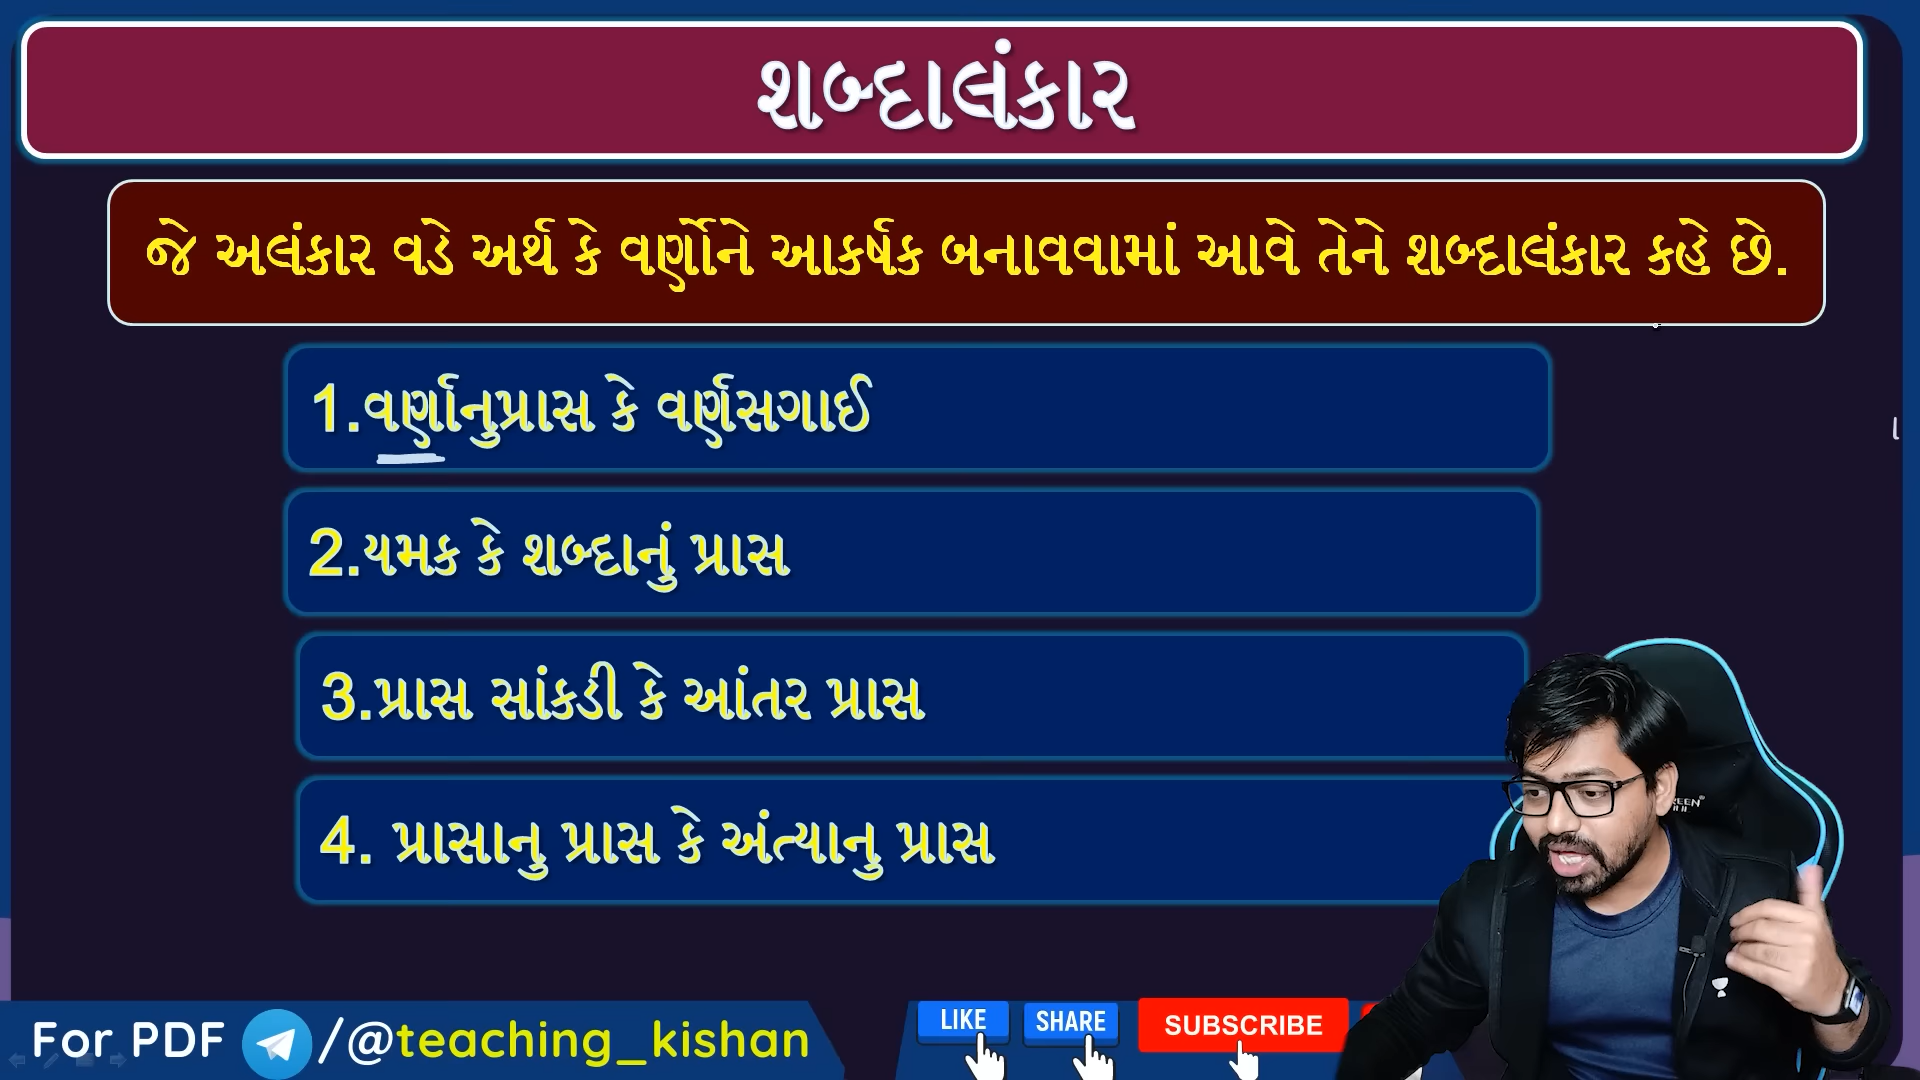 શબ્દાલંકાર
જે અલંકાર વડે અર્થ કે વર્ણોને આકર્ષક બનાવવામાં આવે તેને શબ્દાલંકાર કહે છે.
1.વર્ણાનુપ્રાસ કે વર્ણસગાઈ
2.યમક કે શબ્દાનું પ્રાસ
3.પ્રાસ સાંકડી કે આંતર પ્રાસ
4. પ્રાસાનુ પ્રાસ કે અંત્યાનુ પ્રાસ
For PDF /@teaching_kishan
LIKE SHARE SUBSCRIBE